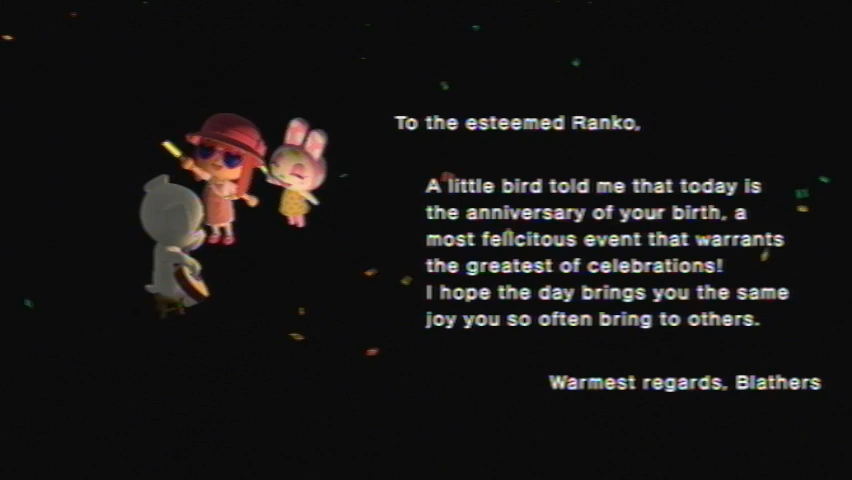 To the esteemed Ranko,
A little bird told me that today is
the anniversary of your birth, a
most felicitous event that warrants
the greatest of celebrations!
I hope the day brings you the same
joy you so often bring to others.
Warmest regards, Blathers